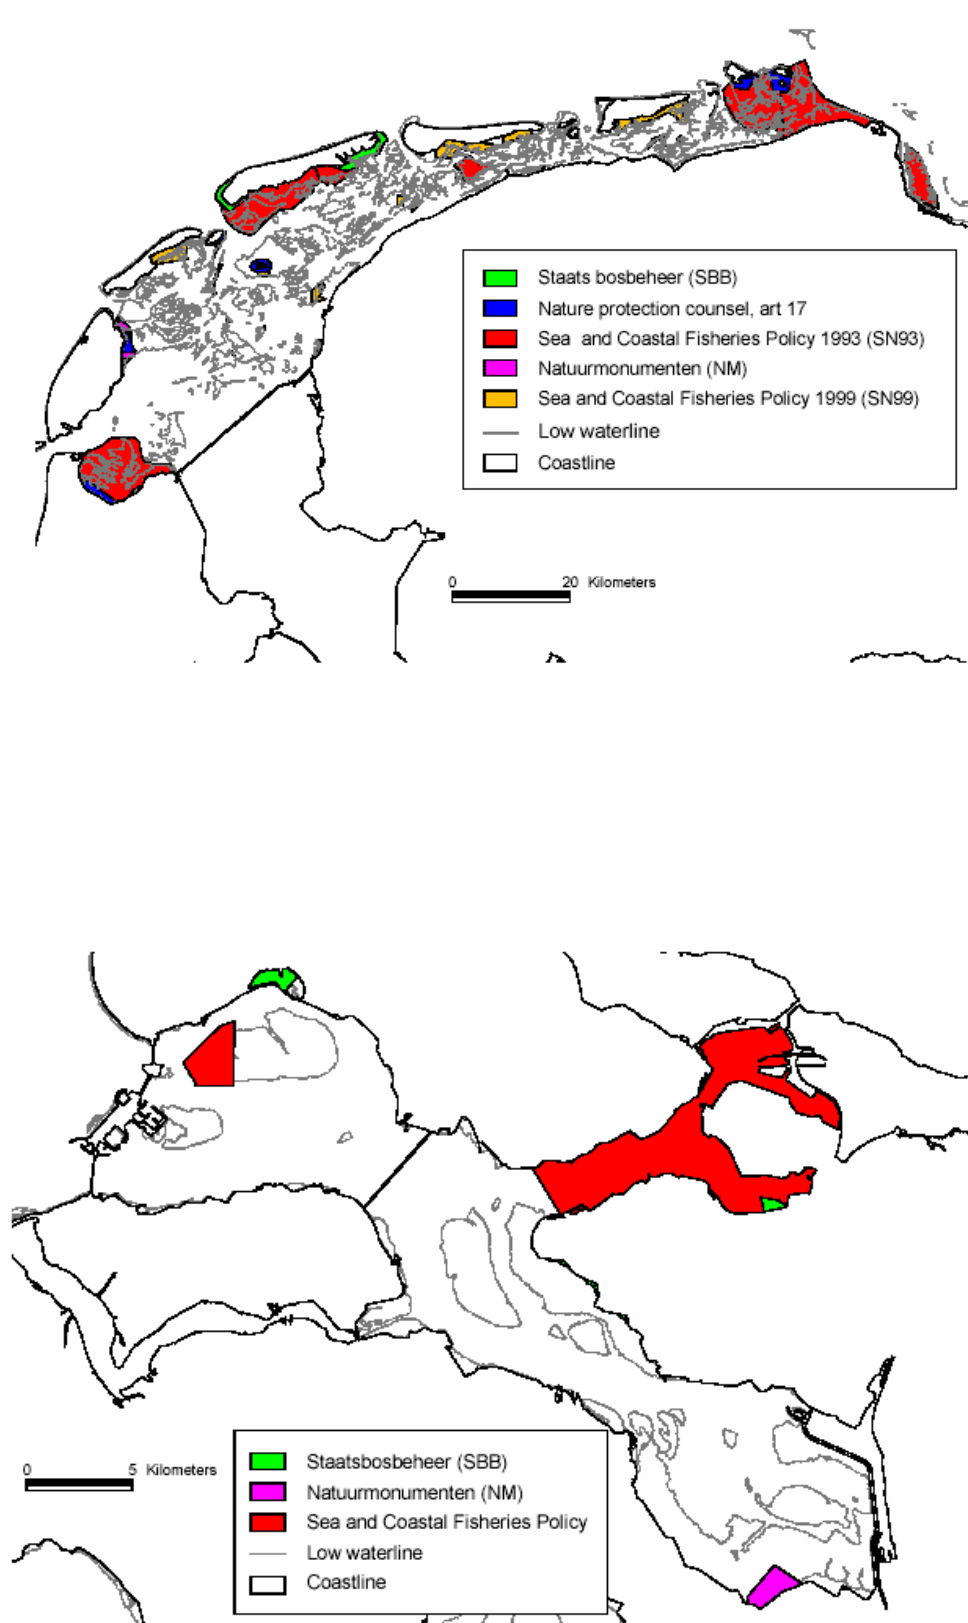 Staats bosbeheer (SBB)
Nature protection counsel, art 17
Sea and Coastal Fisheries Policy 1993 (SN93)
Natuurmonumenten (NM)
Sea and Coastal Fisheries Policy 1999 (SN99)
Low waterline
Coastline
0 20 Kilometers
0 5 Kilometers
Staatsbosbeheer (SBB)
Natuurmonumenten (NM)
Sea and Coastal Fisheries Policy
Low waterline
Coastline